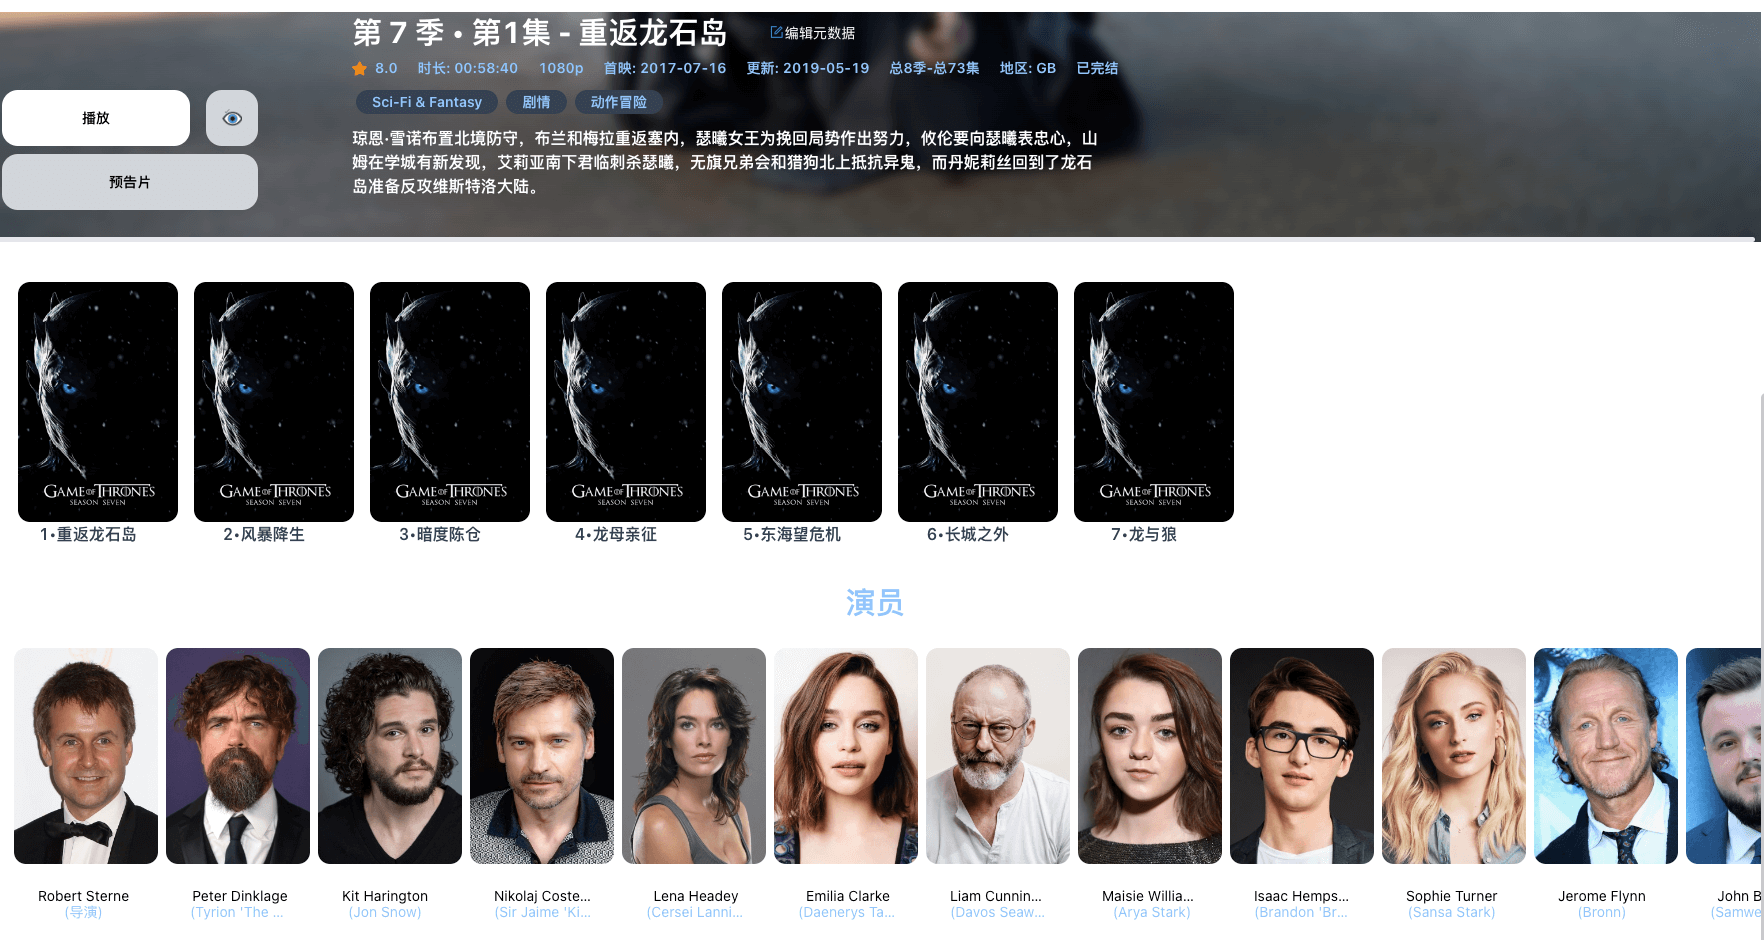 第 7 季 • 第1集 - 重返龙石岛
编辑元数据
8.0 时长: 00:58:40 1080p 首映: 2017-07-16 更新: 2019-05-19 总8季-总73集 地区: GB 已完结
Sci-Fi & Fantasy 剧情 动作冒险
播放
预告片
琼恩·雪诺布置北境防守，布兰和梅拉重返塞内，瑟曦女王为挽回局势作出努力，攸伦要向瑟曦表忠心，山
姆在学城有新发现，艾莉亚南下君临刺杀瑟曦，无旗兄弟会和猎狗北上抵抗异鬼，而丹妮莉丝回到了龙石
岛准备反攻维斯特洛大陆。
GAME OF THRONES
SEASON SEVEN
GAME OF THRONES
SEASON SEVEN
GAME OF THRONES
SEASON SEVEN
GAME OF THRONES
SEASON SEVEN
GAME OF THRONES
SEASON SEVEN
GAME OF THRONES
SEASON SEVEN
GAME OF THRONES
SEASON SEVEN
1•重返龙石岛
2•风暴降生
3•暗度陈仓
4•龙母亲征
5•东海望危机
6•长城之外
7•龙与狼
演员
Robert Sterne
(导演)
Peter Dinklage
(Tyrion 'The ...
Kit Harington
(Jon Snow)
Nikolaj Coste...
(Sir Jaime 'Ki...
Lena Headey
(Cersei Lanni...
Emilia Clarke
(Daenerys Ta...
Liam Cunnin...
(Davos Seaw...
Maisie Willia...
(Arya Stark)
Isaac Hemps...
(Brandon 'Br...
Sophie Turner
(Sansa Stark)
Jerome Flynn
(Bronn)
John B
(Samwe